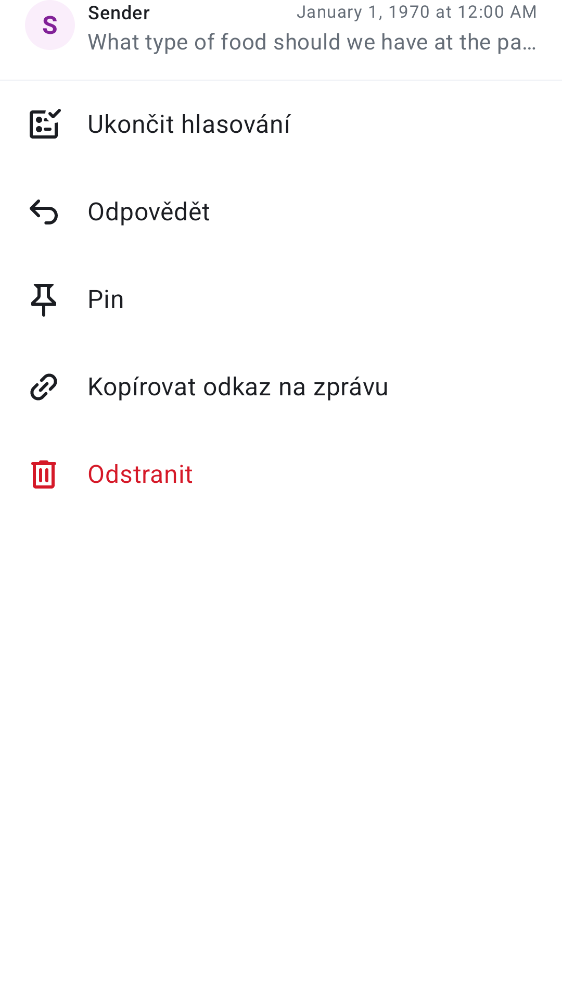 S
Sender
January 1, 1970 at 12:00 AM
What type of food should we have at the pa…
Ukončit hlasování
Odpovědět
Pin
Kopírovat odkaz na zprávu
Odstranit